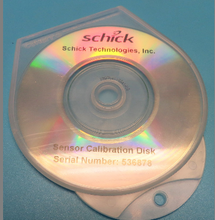 schick
Schick Technologies, Inc.
Sensor Calibration Disk
Serial Number: 536878